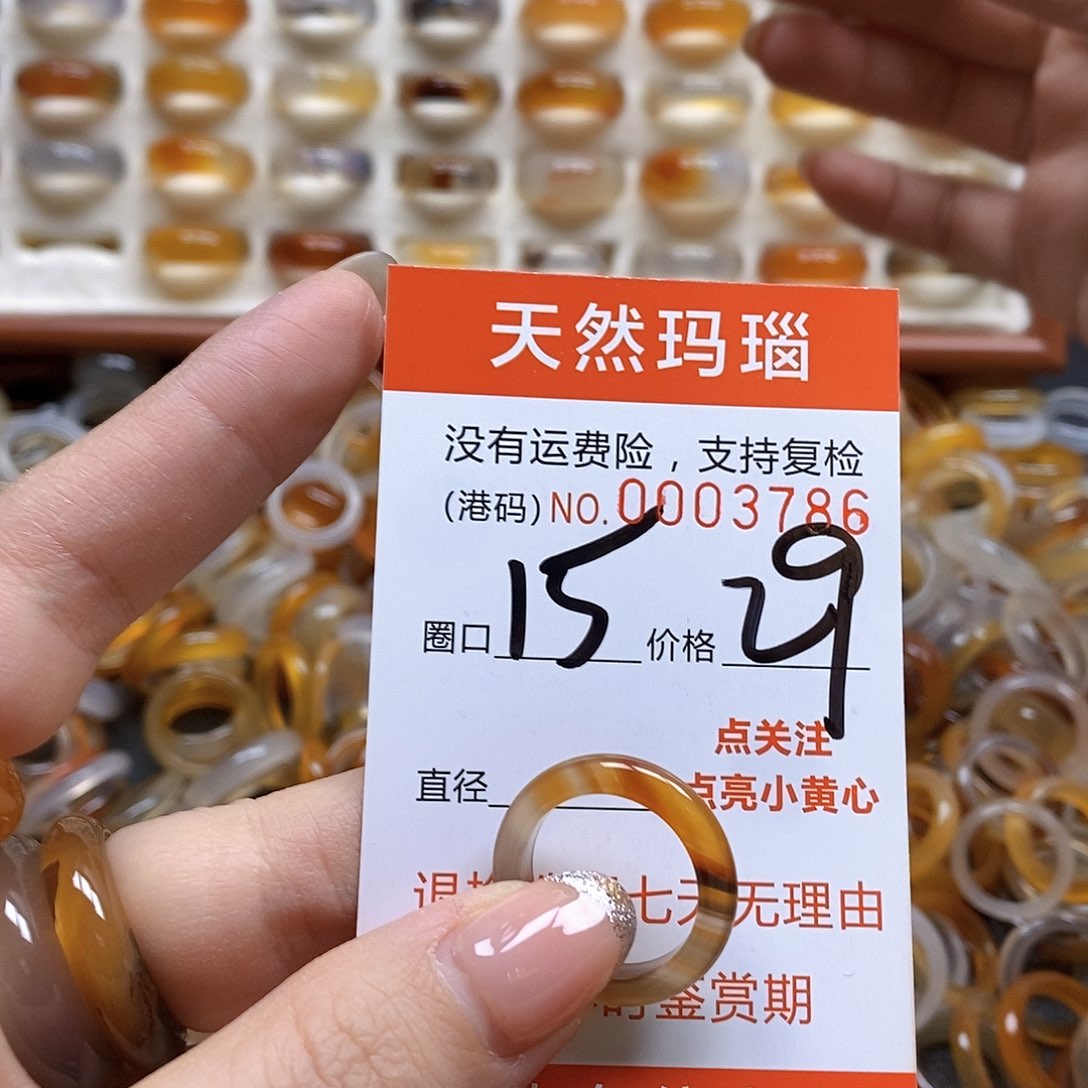 天然玛瑙
没有运费险，支持复检
(港码) NO. 0003786
圈口 15 价格 29
点关注
直径 点亮小黄心
退 七天无理由
时鉴赏期